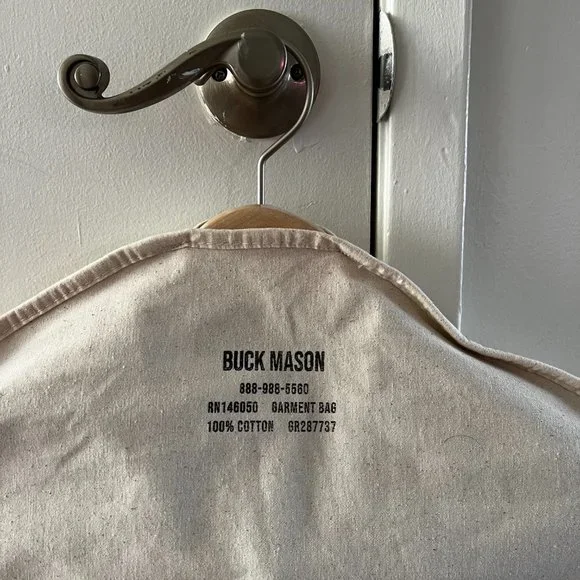 BUCK MASON
888-986-5560
RN146050 GARMENT BAG
100% COTTON GR287737